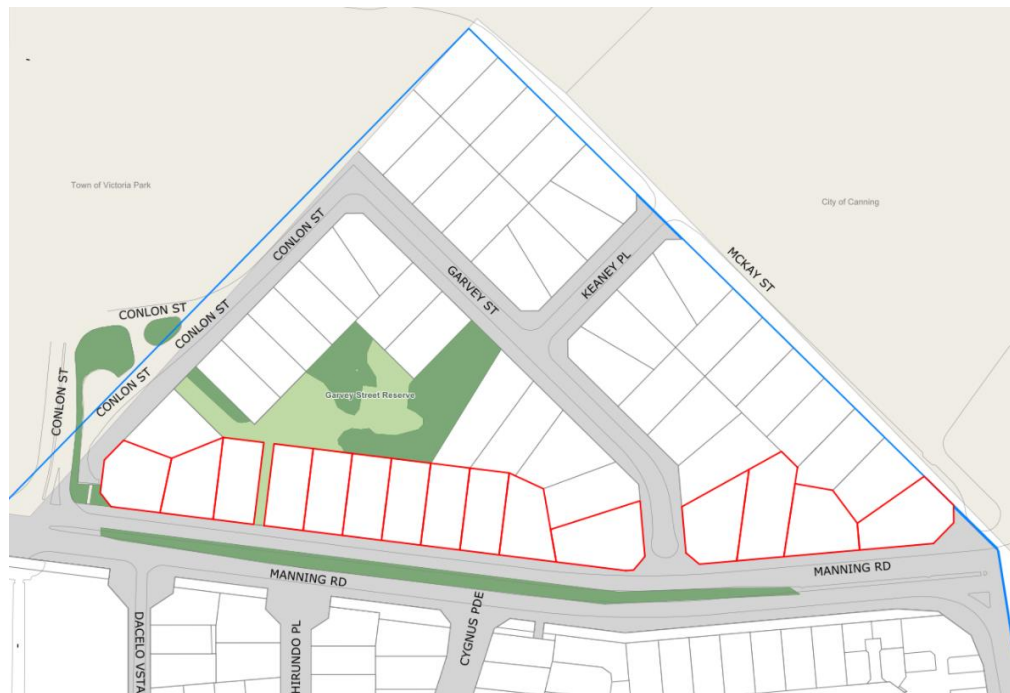 Town of Victoria Park
City of Canning
CONLON ST
GARVEY ST
KEANEY PL
MCKAY ST
CONLON ST
CONLON ST
CONLON ST
CONLON ST
Garvey Street Reserve
MANNING RD
MANNING RD
DACELO VSTA
HIRUNDO PL
CYGNUS PDE